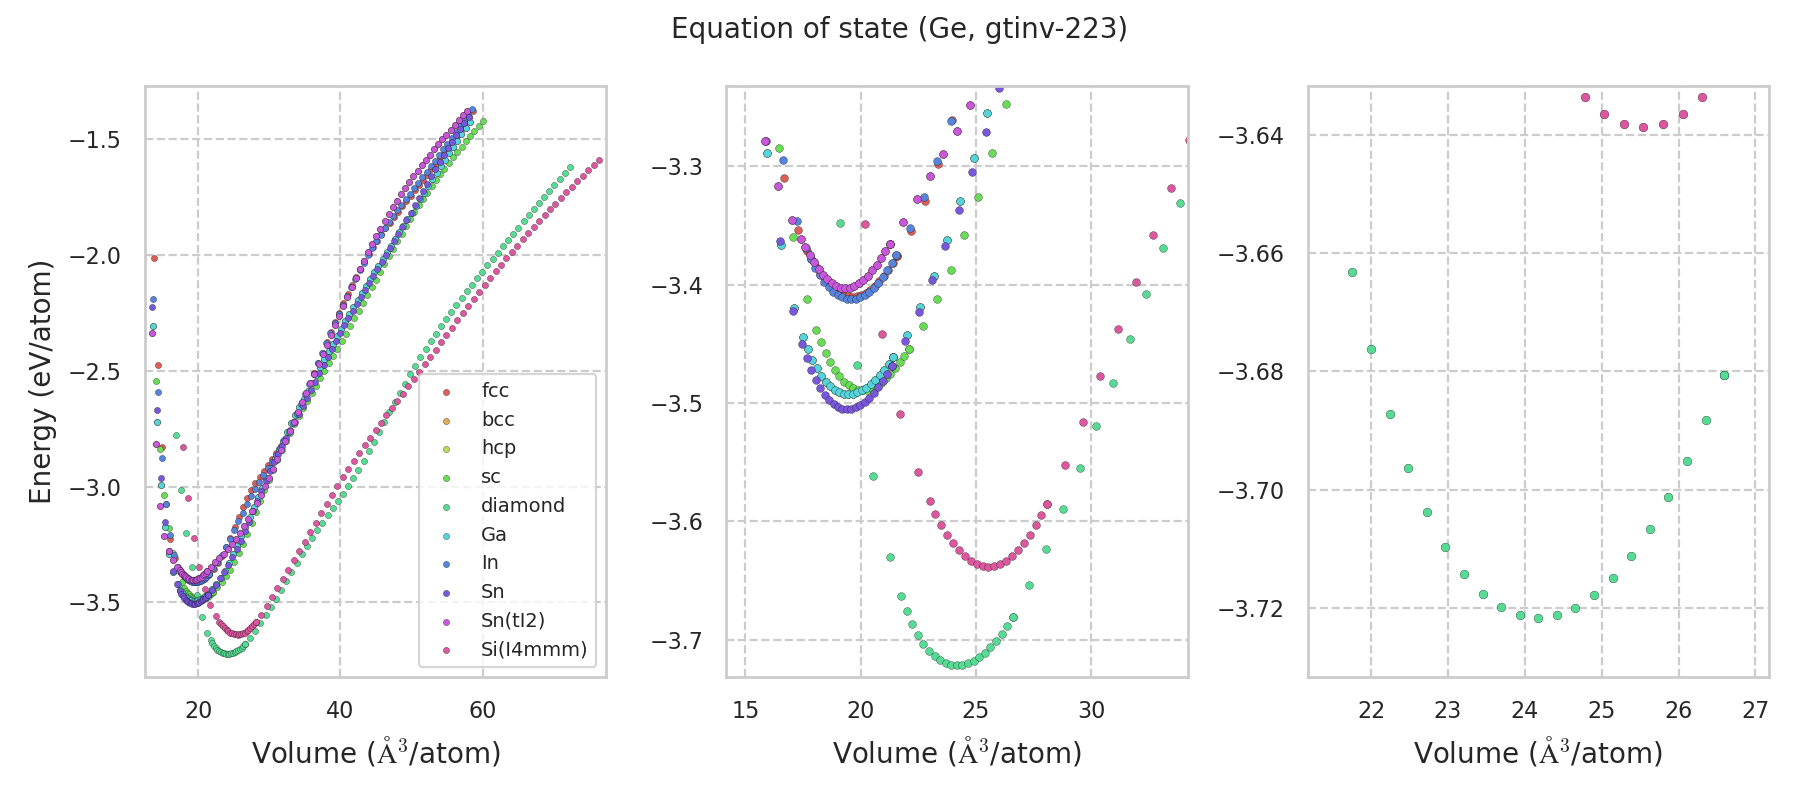 Equation of state (Ge, gtinv-223)
Energy (eV/atom)
−1.5
−2.0
−2.5
−3.0
−3.5
20
40
60
Volume (Å³/atom)
fcc
bcc
hcp
sc
diamond
Ga
In
Sn
Sn(tI2)
Si(I4mmm)
−3.3
−3.4
−3.5
−3.6
−3.7
15
20
25
30
Volume (Å³/atom)
−3.64
−3.66
−3.68
−3.70
−3.72
22
23
24
25
26
27
Volume (Å³/atom)